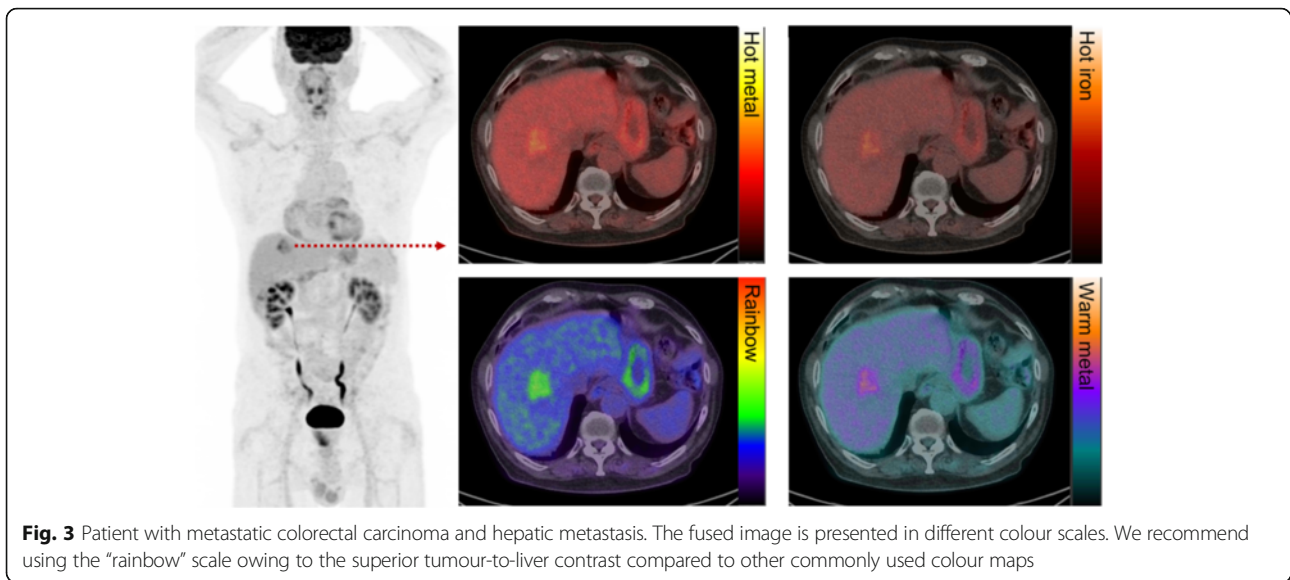 Hot metal
Hot iron
Rainbow
Warm metal
Fig. 3 Patient with metastatic colorectal carcinoma and hepatic metastasis. The fused image is presented in different colour scales. We recommend
using the “rainbow” scale owing to the superior tumour-to-liver contrast compared to other commonly used colour maps